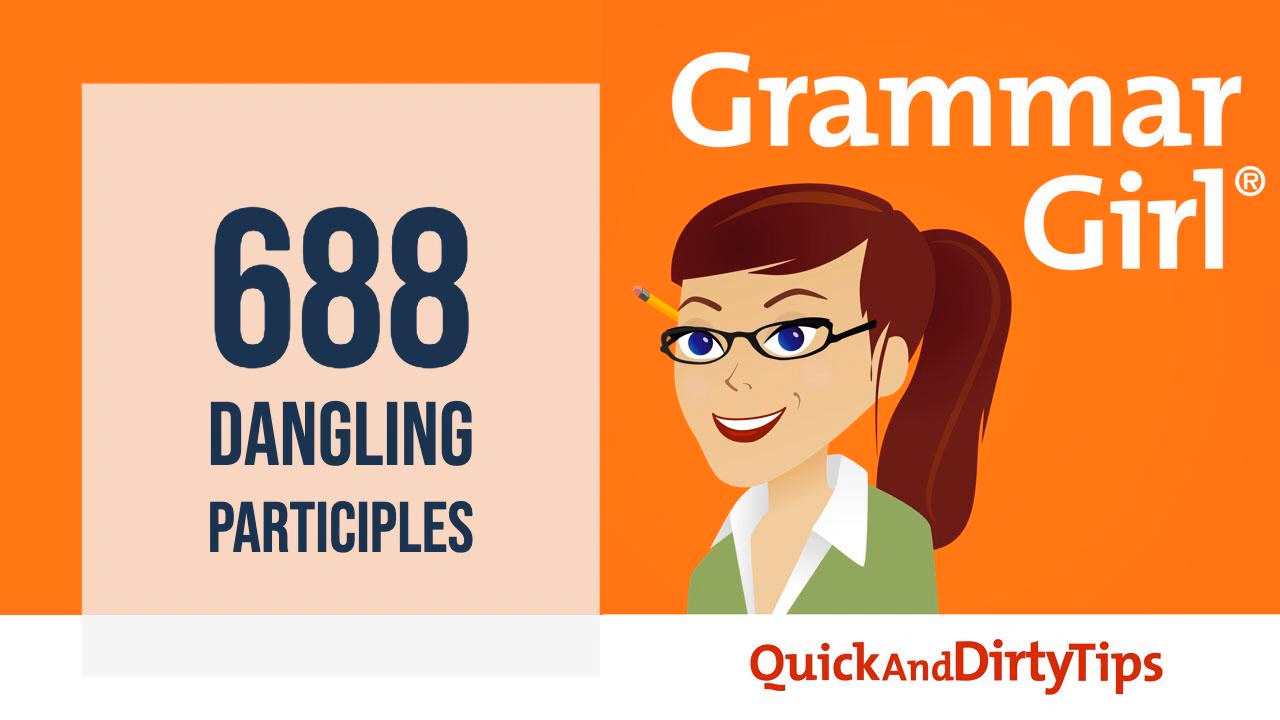 688
DANGLING
PARTICIPLES
Grammar
Girl®
QuickAndDirtyTips